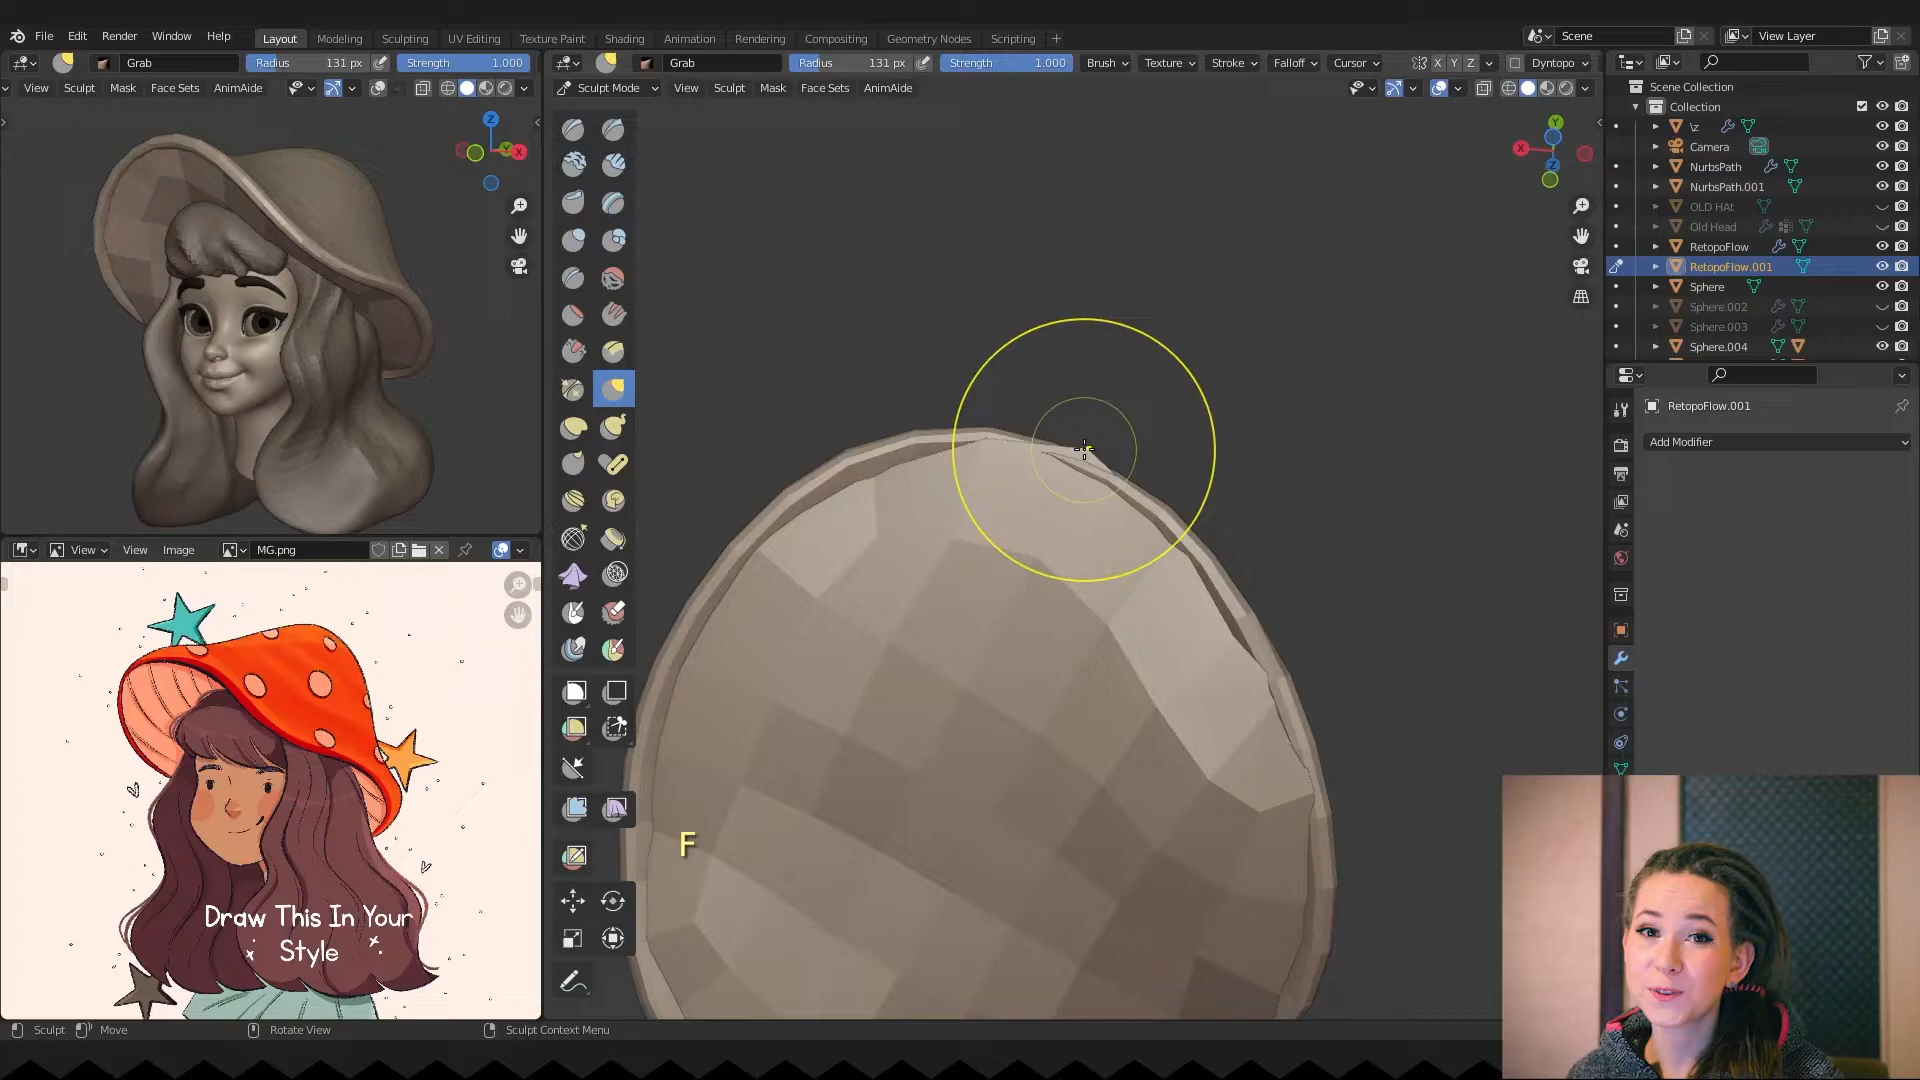 File Edit Render Window Help
Layout Modeling Sculpting UV Editing Texture Paint Shading Animation Rendering Compositing Geometry Nodes Scripting +
Scene
View Layer
Grab Radius 131 px Strength 1.000
Grab Radius 131 px Strength 1.000 Brush Texture Stroke Falloff Cursor X Y Z Dyntopo
View Sculpt Mask Face Sets AnimAide
Sculpt Mode View Sculpt Mask Face Sets AnimAide
Scene Collection
Collection
\z
Camera
NurbsPath
NurbsPath.001
OLD HAt
Old Head
RetopoFlow
RetopoFlow.001
Sphere
Sphere.002
Sphere.003
Sphere.004
Z Y X
Y X Z
RetopoFlow.001
Add Modifier
View View Image MG.png
F
Draw This In Your
Style
Sculpt Move Rotate View Sculpt Context Menu